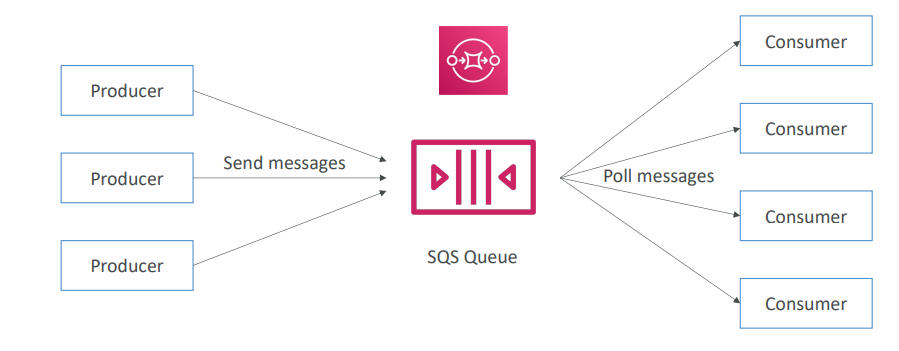 Producer
Producer
Producer
Send messages
SQS Queue
Poll messages
Consumer
Consumer
Consumer
Consumer